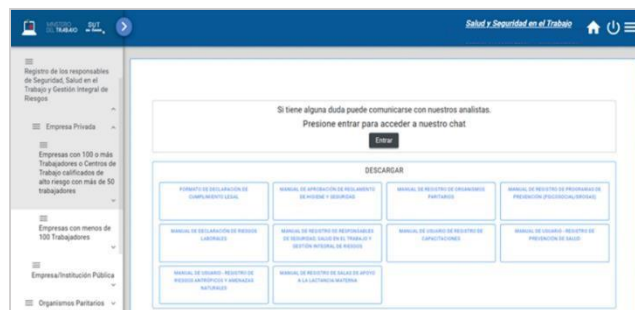 MINISTERIO
DEL TRABAJO
SUT
Salud y Seguridad en el Trabajo
Registro de los responsables
de Seguridad, Salud en el
Trabajo y Gestión Integral de
Riesgos
Empresa Privada
Empresas con 100 o más
Trabajadores o Centros de
Trabajo calificados de
alto riesgo con más de 50
trabajadores
Empresas con menos de
100 Trabajadores
Empresa/Institución Pública
Organismos Paritarios
Si tiene alguna duda puede comunicarse con nuestros analistas.
Presione entrar para acceder a nuestro chat
Entrar
DESCARGAR
FORMATO DE DECLARACIÓN DE
CUMPLIMIENTO LEGAL
MANUAL DE APROBACIÓN DE REGLAMENTO
DE HIGIENE Y SEGURIDAD
MANUAL DE REGISTRO DE ORGANISMOS
PARITARIOS
MANUAL DE REGISTRO DE PROGRAMAS DE
PREVENCIÓN (PSICOSOCIAL/DROGAS)
MANUAL DE DECLARACIÓN DE RIESGOS
LABORALES
MANUAL DE REGISTRO DE RESPONSABLES
DE SEGURIDAD, SALUD EN EL TRABAJO Y
GESTIÓN INTEGRAL DE RIESGOS
MANUAL DE USUARIO DE REGISTRO DE
CAPACITACIONES
MANUAL DE USUARIO - REGISTRO DE
PREVENCIÓN DE SALUD
MANUAL DE USUARIO - REGISTRO DE
RIESGOS ANTRÓPICOS Y AMENAZAS
NATURALES
MANUAL DE REGISTRO DE SALAS DE APOYO
A LA LACTANCIA MATERNA